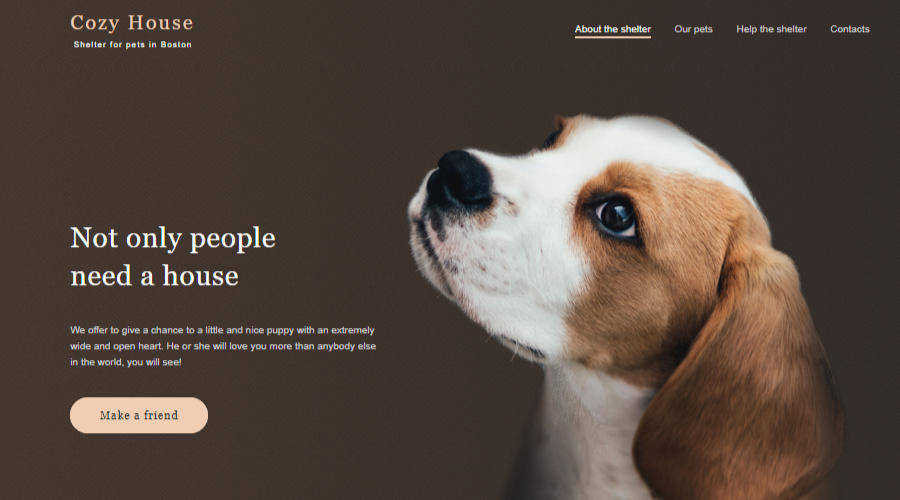 Cozy House
Shelter for pets in Boston
About the shelter
Our pets
Help the shelter
Contacts
Not only people
need a house
We offer to give a chance to a little and nice puppy with an extremely
wide and open heart. He or she will love you more than anybody else
in the world, you will see!
Make a friend